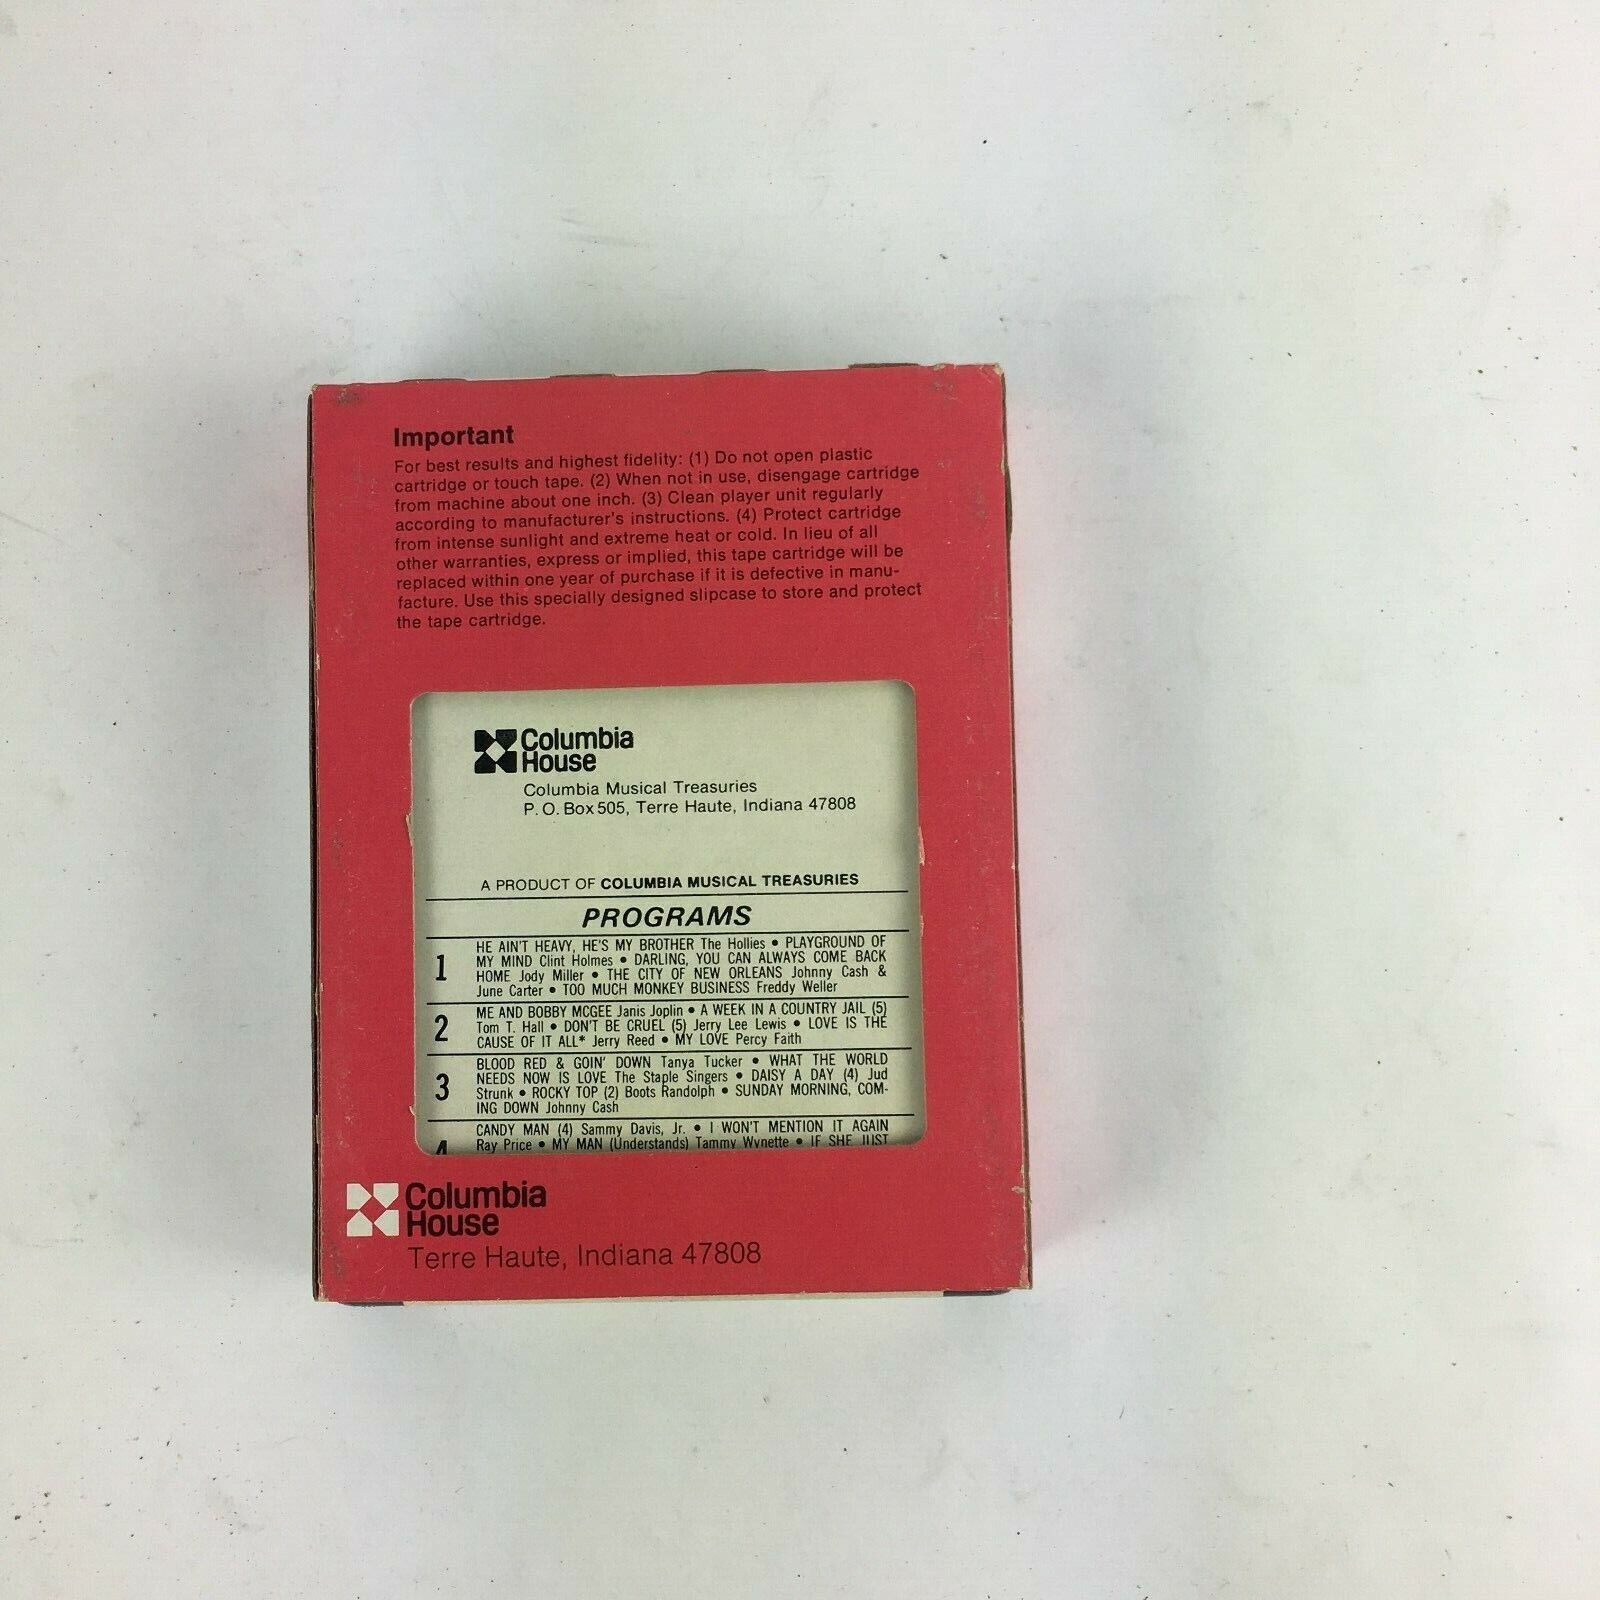 Important
For best results and highest fidelity: (1) Do not open plastic
cartridge or touch tape. (2) When not in use, disengage cartridge
from machine about one inch. (3) Clean player unit regularly
according to manufacturer's instructions. (4) Protect cartridge
from intense sunlight and extreme heat or cold. In lieu of all
other warranties, express or implied, this tape cartridge will be
replaced within one year of purchase if it is defective in manu-
facture. Use this specially designed slipcase to store and protect
the tape cartridge.
Columbia
House
Columbia Musical Treasuries
P. O. Box 505, Terre Haute, Indiana 47808
A PRODUCT OF COLUMBIA MUSICAL TREASURIES
PROGRAMS
1
HE AIN'T HEAVY, HE'S MY BROTHER The Hollies • PLAYGROUND OF
MY MIND Clint Holmes • DARLING, YOU CAN ALWAYS COME BACK
HOME Jody Miller • THE CITY OF NEW ORLEANS Johnny Cash &
June Carter • TOO MUCH MONKEY BUSINESS Freddy Weller
2
ME AND BOBBY MCGEE Janis Joplin • A WEEK IN A COUNTRY JAIL (5)
Tom T. Hall • DON'T BE CRUEL (5) Jerry Lee Lewis • LOVE IS THE
CAUSE OF IT ALL* Jerry Reed • MY LOVE Percy Faith
3
BLOOD RED & GOIN' DOWN Tanya Tucker • WHAT THE WORLD
NEEDS NOW IS LOVE The Staple Singers • DAISY A DAY (4) Jud
Strunk • ROCKY TOP (2) Boots Randolph • SUNDAY MORNING, COM-
ING DOWN Johnny Cash
4
CANDY MAN (4) Sammy Davis, Jr. • I WON'T MENTION IT AGAIN
Ray Price • MY MAN (Understands) Tammy Wynette • IF SHE JUST
Columbia
House
Terre Haute, Indiana 47808